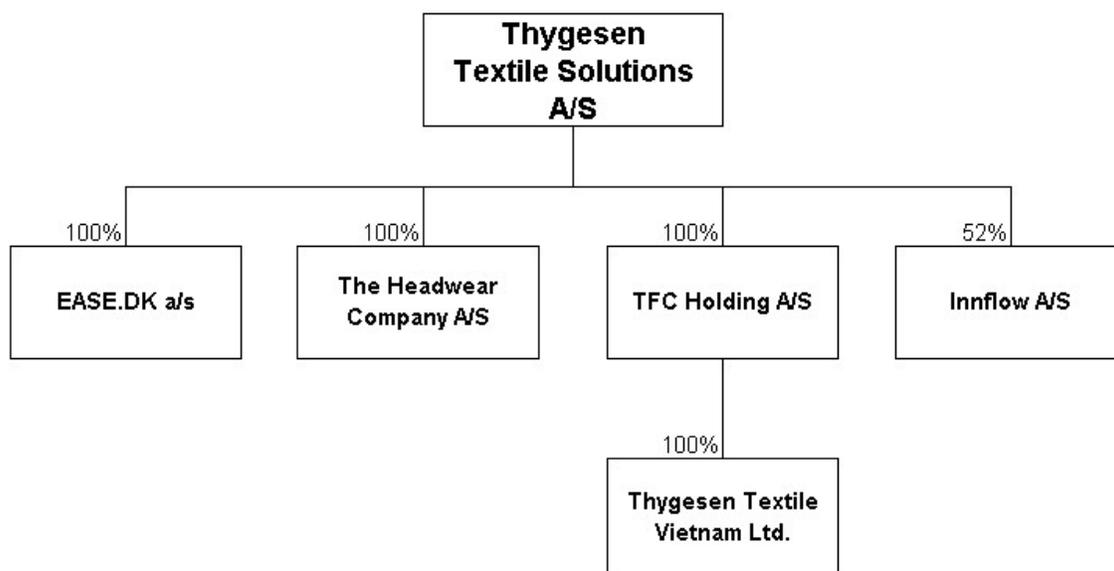 Thygesen
Textile Solutions
A/S
100%
100%
100%
52%
EASE.DK a/s
The Headwear
Company A/S
TFC Holding A/S
Innflow A/S
100%
Thygesen Textile
Vietnam Ltd.